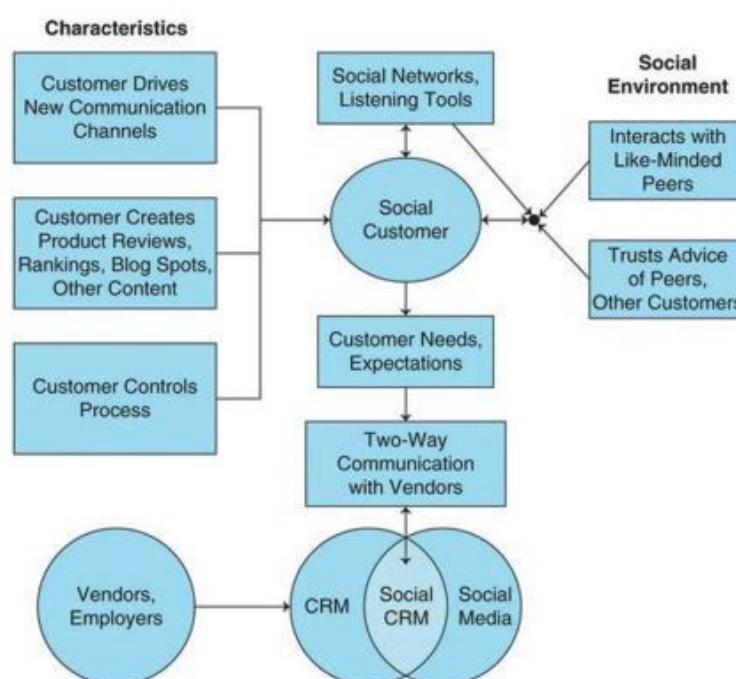 Characteristics
Customer Drives
New Communication
Channels
Customer Creates
Product Reviews,
Rankings, Blog Spots,
Other Content
Customer Controls
Process
Social Networks,
Listening Tools
Social
Customer
Customer Needs,
Expectations
Two-Way
Communication
with Vendors
Social
Environment
Interacts with
Like-Minded
Peers
Trusts Advice
of Peers,
Other Customers
Vendors,
Employers
CRM
Social
CRM
Social
Media